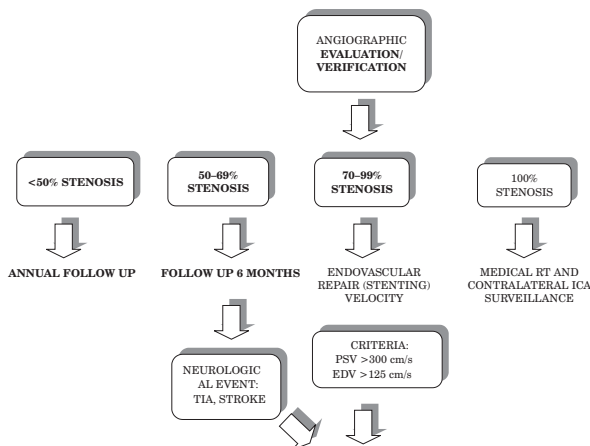 ANGIOGRAPHIC
EVALUATION/
VERIFICATION
<50% STENOSIS
50–69%
STENOSIS
70–99%
STENOSIS
100%
STENOSIS
ANNUAL FOLLOW UP
FOLLOW UP 6 MONTHS
ENDOVASCULAR
REPAIR (STENTING)
VELOCITY
MEDICAL RT AND
CONTRALATERAL ICA
SURVEILLANCE
NEUROLOGIC
AL EVENT:
TIA, STROKE
CRITERIA:
PSV >300 cm/s
EDV >125 cm/s